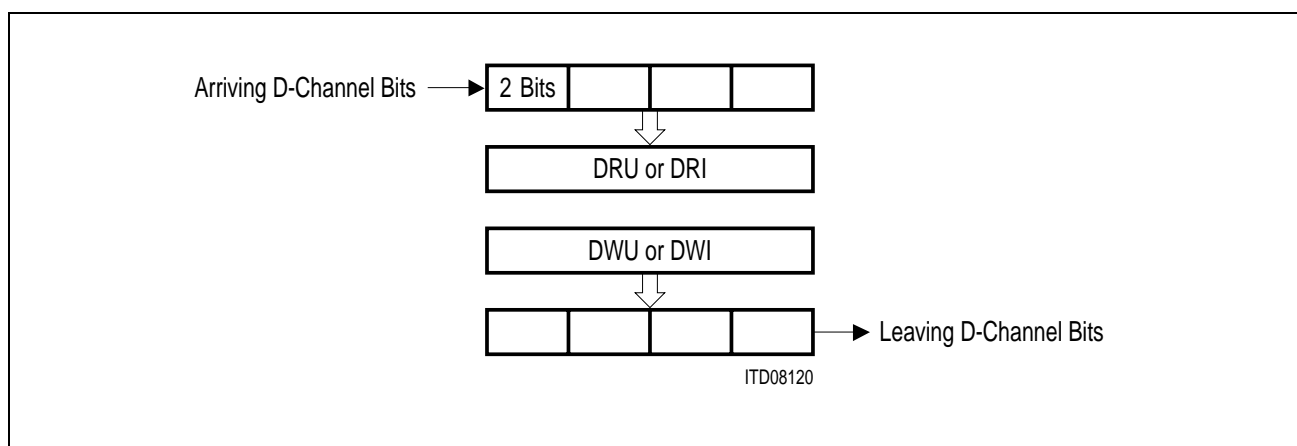 Arriving D-Channel Bits
2 Bits
DRU or DRI
DWU or DWI
Leaving D-Channel Bits
ITD08120